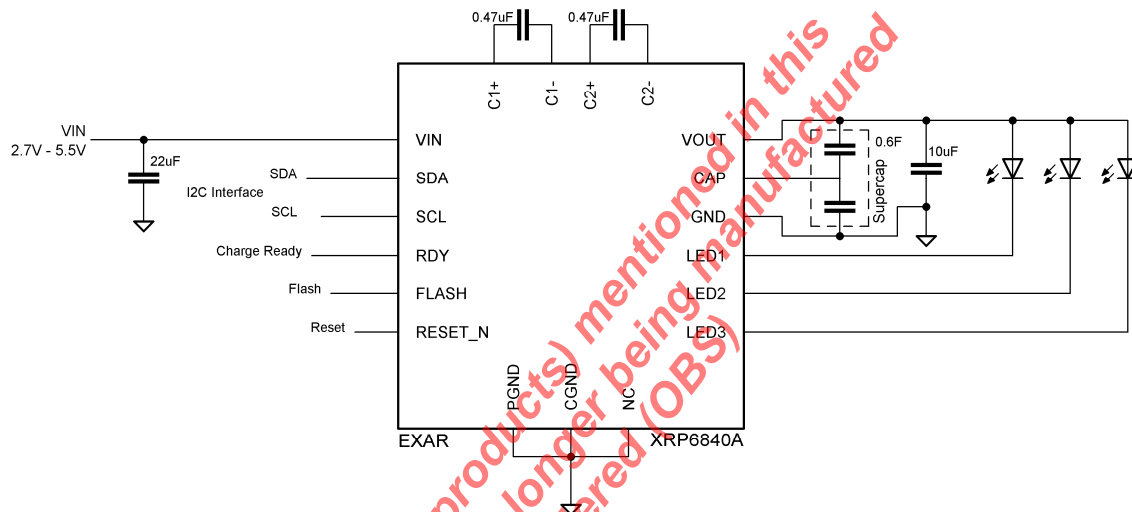 0.47uF
0.47uF
C1+
C1-
C2+
C2-
VIN
2.7V - 5.5V
22uF
VIN
VOUT
0.6F
10uF
SDA
I2C Interface
SDA
CAP
Supercap
SCL
SCL
GND
Charge Ready
RDY
LED1
Flash
FLASH
LED2
Reset
RESET_N
LED3
PGND
CGND
NC
EXAR
XRP6840A
products) mentioned in this
longer being manufactured
ered (OBS)